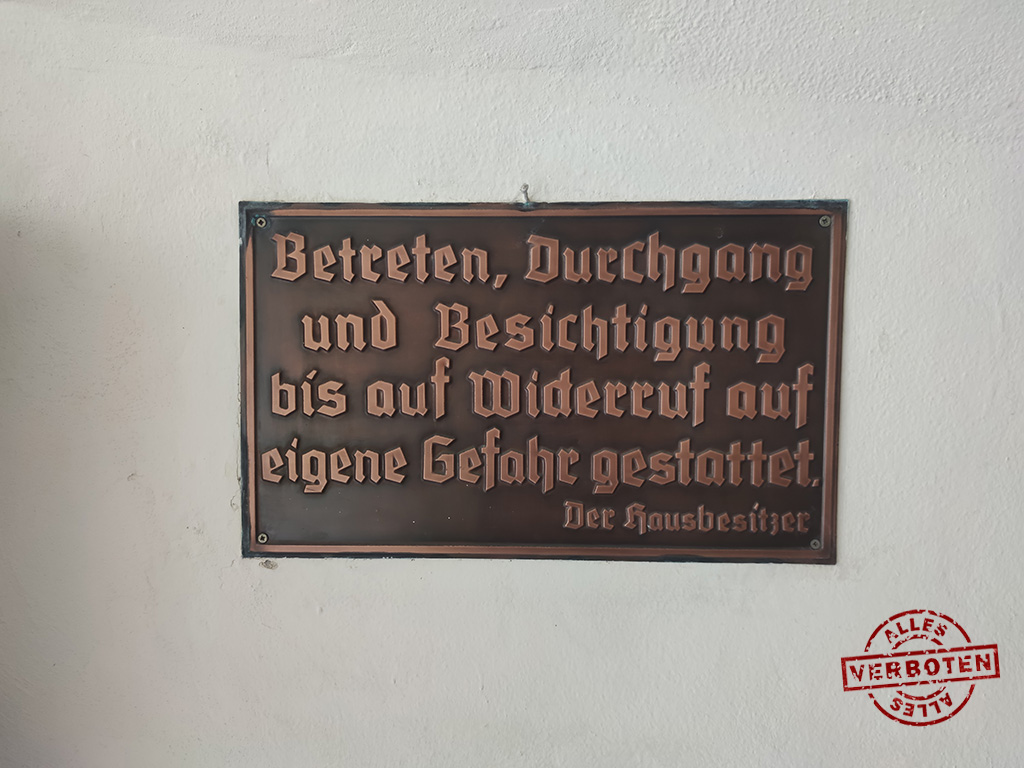 Betreten, Durchgang
und Besichtigung
bis auf Widerruf auf
eigene Gefahr gestattet.
Der Hausbesitzer
ALLES
VERBOTEN
ALLES